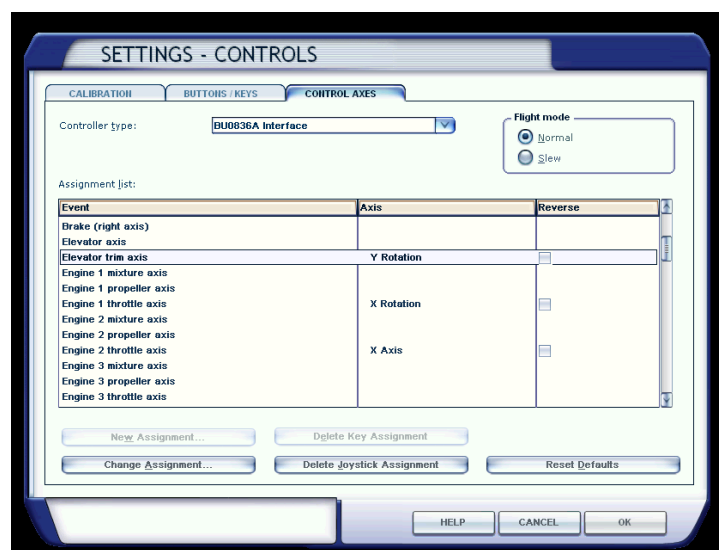 SETTINGS - CONTROLS
CALIBRATION BUTTONS / KEYS CONTROL AXES
Controller type: BU0836A Interface
Flight mode
Normal
Slew
Assignment list:
Event Axis Reverse
Brake (right axis)
Elevator axis
Elevator trim axis Y Rotation
Engine 1 mixture axis
Engine 1 propeller axis
Engine 1 throttle axis X Rotation
Engine 2 mixture axis
Engine 2 propeller axis
Engine 2 throttle axis X Axis
Engine 3 mixture axis
Engine 3 propeller axis
Engine 3 throttle axis
New Assignment... Delete Key Assignment
Change Assignment... Delete Joystick Assignment Reset Defaults
HELP CANCEL OK